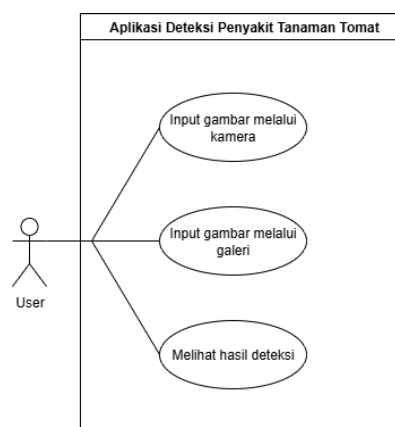 Aplikasi Deteksi Penyakit Tanaman Tomat
Input gambar melalui
kamera
Input gambar melalui
galeri
User
Melihat hasil deteksi